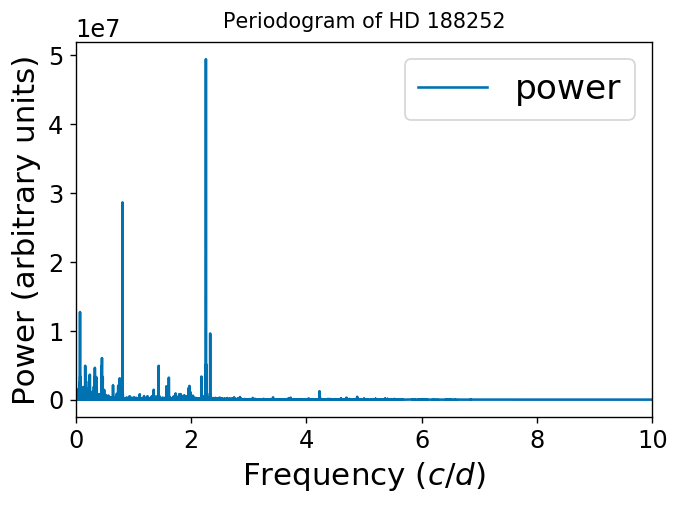 Periodogram of HD 188252
1e7
power
5
4
3
2
1
0
Power (arbitrary units)
0 2 4 6 8 10
Frequency (c/d)